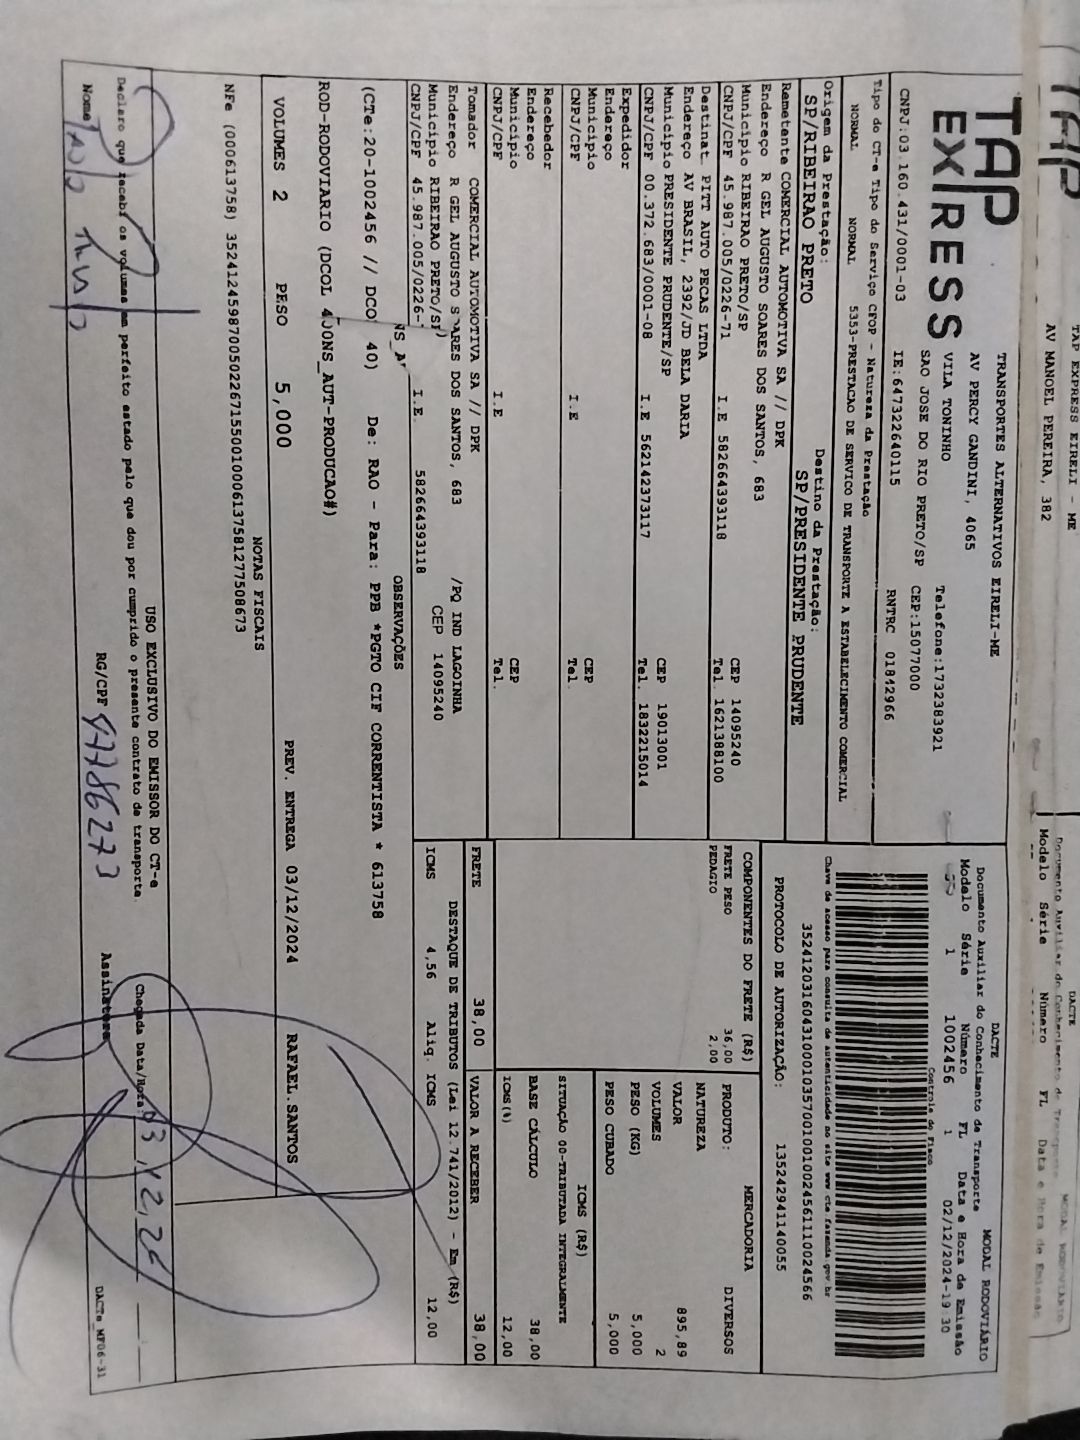 TAP EXPRESS EIRELI - ME
AV MANOEL PEREIRA, 382
DACTE
MODAL RODOVIÁRIO
Modelo Série Número FL Data e Hora de Emissão
TAP
EXPRESS
TRANSPORTES ALTERNATIVOS EIRELI-ME
AV PERCY GANDINI, 4065
VILA TONINHO
Telefone:1732383921
SAO JOSE DO RIO PRETO/SP CEP:15077000
CNPJ:03.160.431/0001-03 IE:647322640115 RNTRC 01842966
DACTE MODAL RODOVIÁRIO
Documento Auxiliar do Conhecimento de Transporte
Modelo Série Número FL Data e Hora de Emissão
1 1002456 1 02/12/2024-19:30
Controle do Fisco
Chave de acesso para consulta de autenticidade no site www.cte.fazenda.gov.br
35241203160431000103570010010024561110024566
PROTOCOLO DE AUTORIZAÇÃO: 135242941140055
Tipo do CT-e Tipo do Serviço CFOP - Natureza da Prestação
NORMAL NORMAL 5353-PRESTACAO DE SERVICO DE TRANSPORTE A ESTABELECIMENTO COMERCIAL
Origem da Prestação: Destino da Prestação:
SP/RIBEIRAO PRETO SP/PRESIDENTE PRUDENTE
Remetente COMERCIAL AUTOMOTIVA SA // DPK
Endereço R GEL AUGUSTO SOARES DOS SANTOS, 683
Município RIBEIRAO PRETO/SP CEP 14095240
CNPJ/CPF 45.987.005/0226-71 I.E 582664393118 Tel. 1621388100
Destinat. PITT AUTO PECAS LTDA
Endereço AV BRASIL, 2392/JD BELA DARIA
Município PRESIDENTE PRUDENTE/SP CEP 19013001
CNPJ/CPF 00.372.683/0001-08 I.E 562142373117 Tel. 1832215014
Expedidor
Endereço
Município CEP
CNPJ/CPF I.E Tel.
Recebedor
Endereço
Município CEP
CNPJ/CPF I.E Tel.
Tomador COMERCIAL AUTOMOTIVA SA // DPK
Endereço R GEL AUGUSTO DOS SANTOS, 683 /PQ IND LAGOINHA
Município RIBEIRAO PRETO/SP CEP 14095240
CNPJ/CPF 45.987.005/0226- I.E. 582664393118
COMPONENTES DO FRETE (R$)
FRETE PESO 36,00
PEDAGIO 2,00
MERCADORIA
PRODUTO: DIVERSOS
NATUREZA
VALOR 895,89
VOLUMES 2
PESO (KG) 5,000
PESO CUBADO 5,000
ICMS (R$)
SITUAÇÃO 00-TRIBUTADA INTEGRALMENTE
BASE CÁLCULO 38,00
ICMS(%) 12,00
FRETE 38,00 VALOR A RECEBER 38,00
DESTAQUE DE TRIBUTOS (Lei 12.741/2012) - Em (R$)
ICMS 4,56 Aliq. ICMS 12,00
OBSERVAÇÕES
(CTe:20-1002456 // DCO 40) De: RAO - Para: PPB *PGTO CIF CORRENTISTA * 613758
ROD-RODOVIARIO (DCOL 4JONS_AUT-PRODUCAO#)
VOLUMES 2 PESO 5,000 PREV. ENTREGA 03/12/2024 RAFAEL.SANTOS
NOTAS FISCAIS
NFe (000613758) 35241245987005022671550010006137581277508673
USO EXCLUSIVO DO EMISSOR DO CT-e
Declaro que recebi os volumes em perfeito estado pelo que dou por cumprido o presente contrato de transporte.
Chegada Data/Hora:
Nome RG/CPF 47786273 Assinatura
DACTe_MF06-31